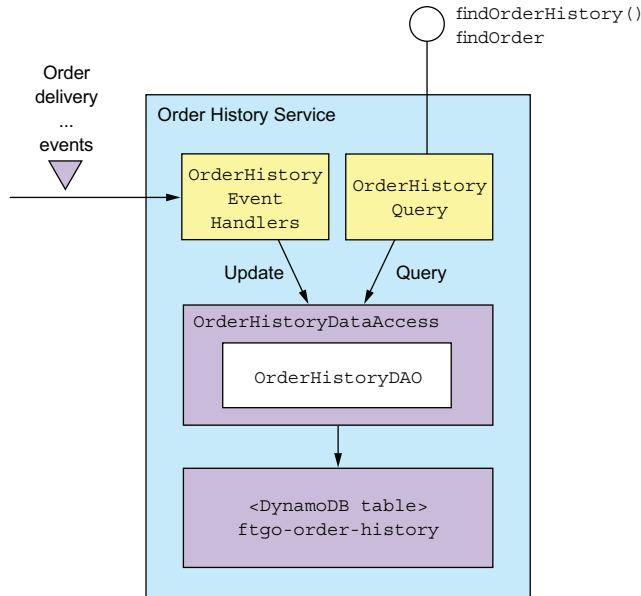 findOrderHistory()
findOrder
Order
delivery
...
events
Order History Service
OrderHistory
Event
Handlers
OrderHistory
Query
Update
Query
OrderHistoryDataAccess
OrderHistoryDAO
<DynamoDB table>
ftgo-order-history